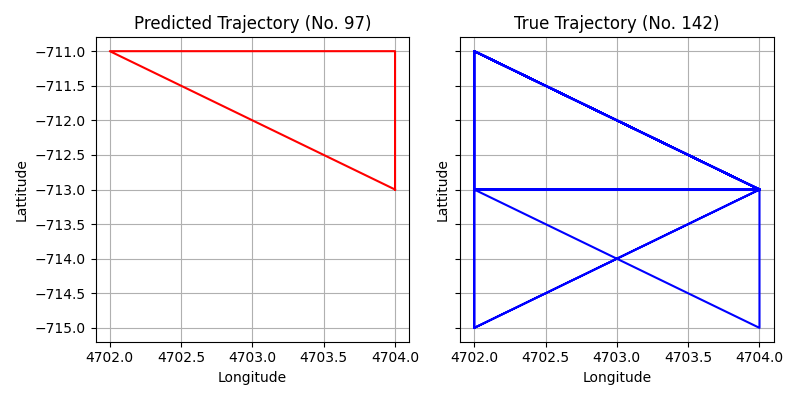 Predicted Trajectory (No. 97)
True Trajectory (No. 142)
Lattitude
−711.0
−711.5
−712.0
−712.5
−713.0
−713.5
−714.0
−714.5
−715.0
4702.0 4702.5 4703.0 4703.5 4704.0
Longitude
Lattitude
4702.0 4702.5 4703.0 4703.5 4704.0
Longitude